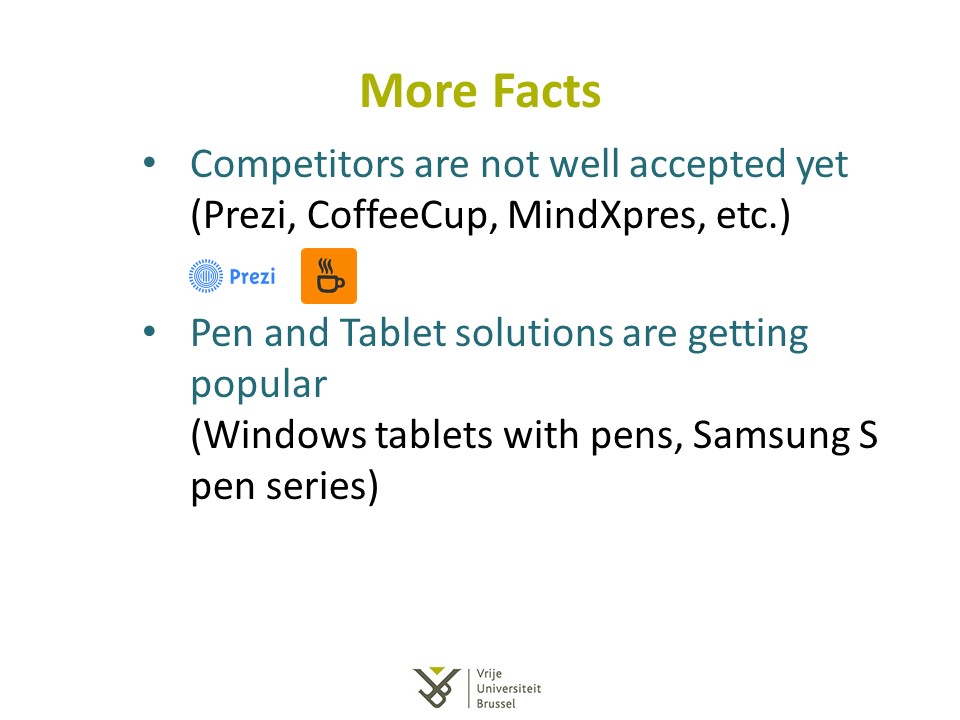 More Facts
• Competitors are not well accepted yet
(Prezi, CoffeeCup, MindXpres, etc.)
Prezi
• Pen and Tablet solutions are getting
popular
(Windows tablets with pens, Samsung S
pen series)
Vrije
Universiteit
Brussel